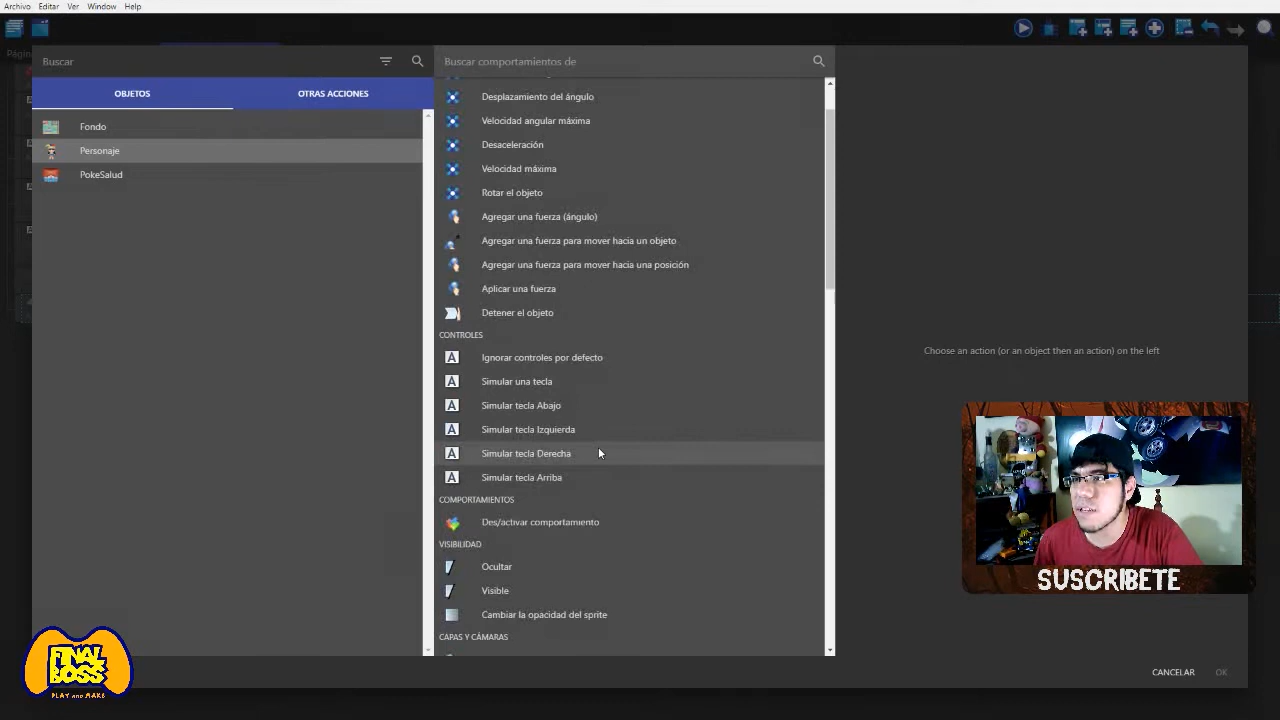 Archivo Editar Ver Window Help
Buscar
Buscar comportamientos de
OBJETOS
OTRAS ACCIONES
Fondo
Personaje
PokeSalud
Desplazamiento del ángulo
Velocidad angular máxima
Desaceleración
Velocidad máxima
Rotar el objeto
Agregar una fuerza (ángulo)
Agregar una fuerza para mover hacia un objeto
Agregar una fuerza para mover hacia una posición
Aplicar una fuerza
Detener el objeto
CONTROLES
Ignorar controles por defecto
Simular una tecla
Simular tecla Abajo
Simular tecla Izquierda
Simular tecla Derecha
Simular tecla Arriba
COMPORTAMIENTOS
Des/activar comportamiento
VISIBILIDAD
Ocultar
Visible
Cambiar la opacidad del sprite
CAPAS Y CÁMARAS
Choose an action (or an object then an action) on the left
SUSCRIBETE
CANCELAR
OK
FINAL
BOSS
PLAY and MAKE